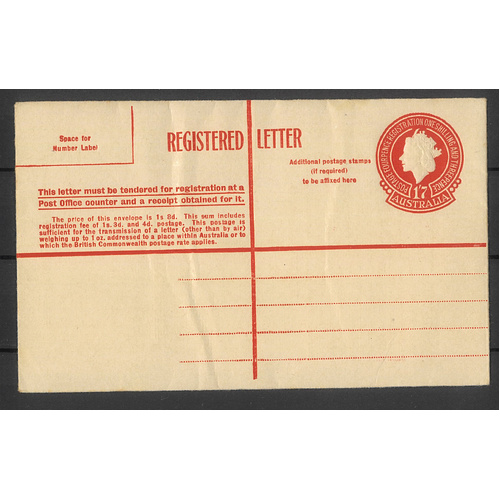 Space for
Number Label
REGISTERED LETTER
Additional postage stamps
(if required)
to be affixed here
POSTAGE FOURPENCE REGISTRATION ONE SHILLING AND THREEPENCE
1'7
AUSTRALIA
This letter must be tendered for registration at a
Post Office counter and a receipt obtained for it.
The price of this envelope is 1s 8d. This sum includes
registration fee of 1s. 3d. and 4d. postage. This postage is
sufficient for the transmission of a letter (other than by air)
weighing up to 1 oz. addressed to a place within Australia or to
which the British Commonwealth postage rate applies.